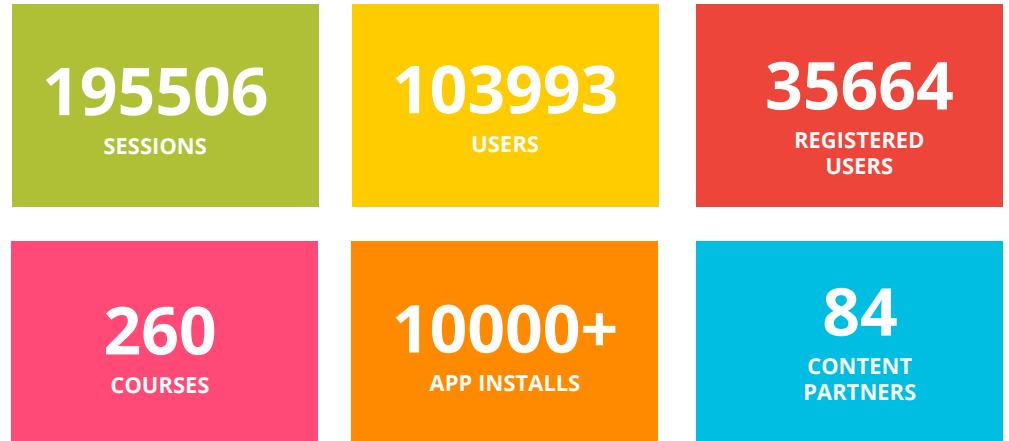 195506
SESSIONS
103993
USERS
35664
REGISTERED
USERS
260
COURSES
10000+
APP INSTALLS
84
CONTENT
PARTNERS